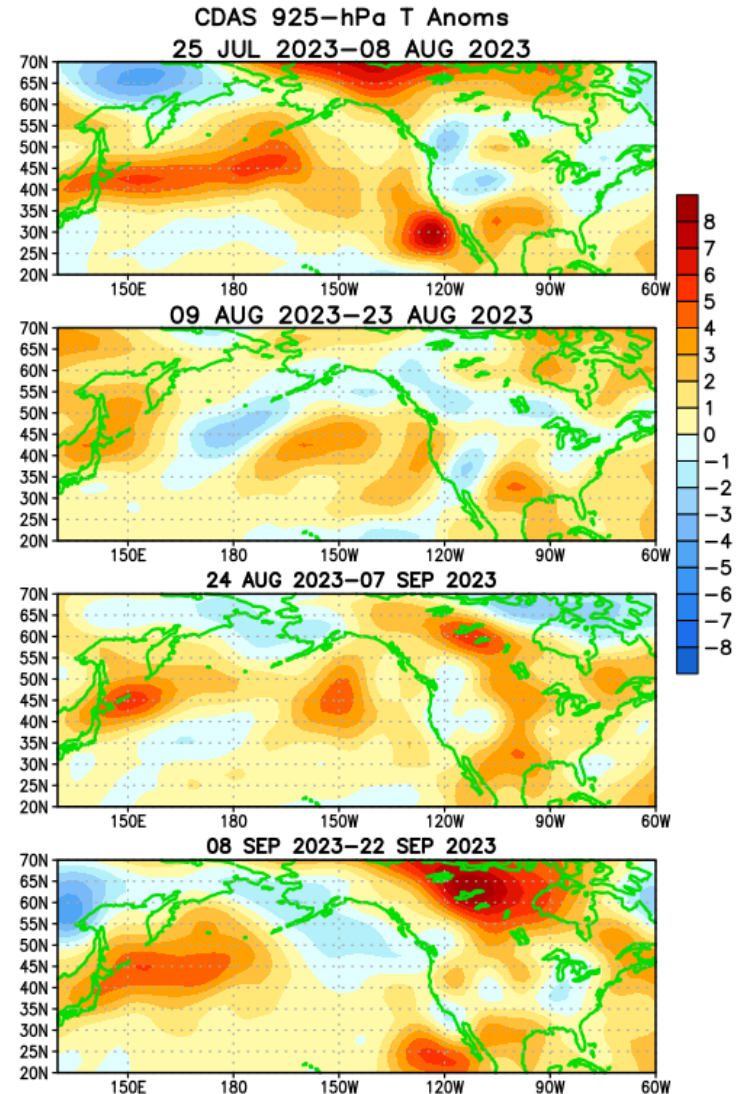 CDAS 925-hPa T Anoms
25 JUL 2023-08 AUG 2023
70N
65N
60N
55N
50N
45N
40N
35N
30N
25N
20N
150E 180 150W 120W 90W 60W
09 AUG 2023-23 AUG 2023
70N
65N
60N
55N
50N
45N
40N
35N
30N
25N
20N
150E 180 150W 120W 90W 60W
24 AUG 2023-07 SEP 2023
70N
65N
60N
55N
50N
45N
40N
35N
30N
25N
20N
150E 180 150W 120W 90W 60W
08 SEP 2023-22 SEP 2023
70N
65N
60N
55N
50N
45N
40N
35N
30N
25N
20N
150E 180 150W 120W 90W 60W
8
7
6
5
4
3
2
1
0
-1
-2
-3
-4
-5
-6
-7
-8